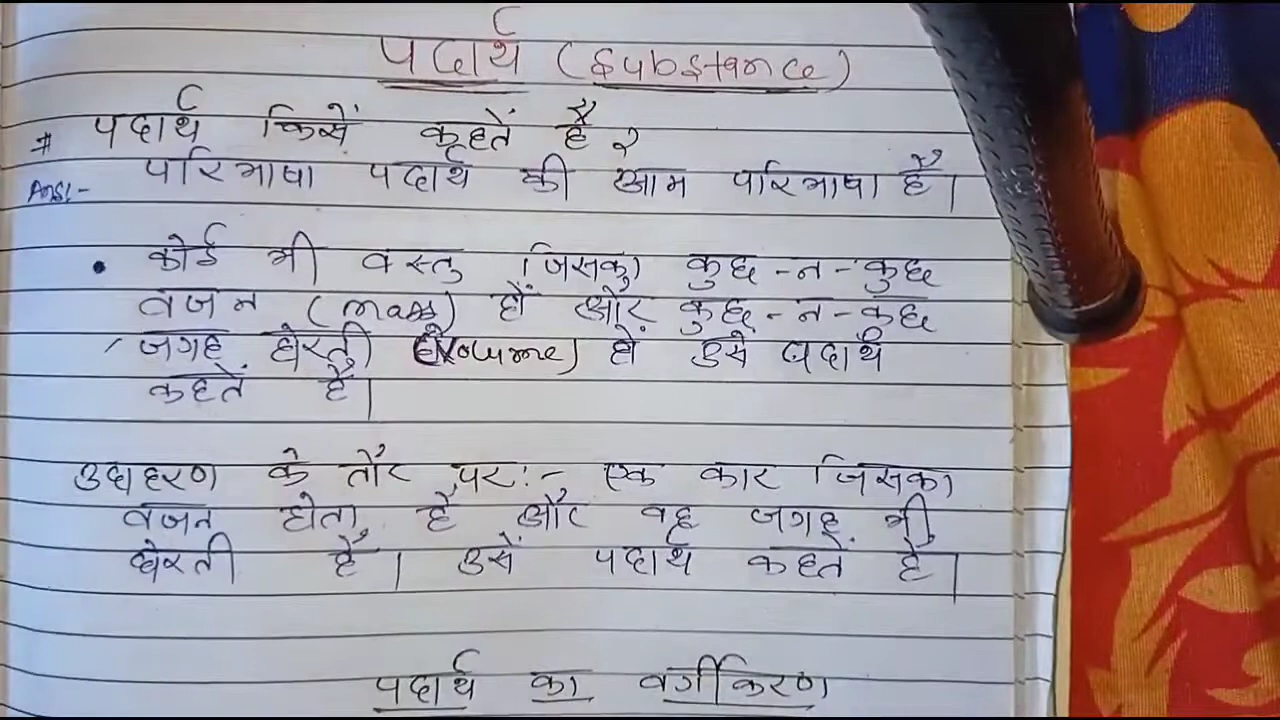 पदार्थ (Substance)
# पदार्थ किसें कहतें हैं ?
Ans:- परिभाषा पदार्थ की आम परिभाषा हैं।
• कोई भी वस्तु जिसका कुछ-न-कुछ
वजन (mass) हों और कुछ-न-कुछ
जगह घेरती (Volume) हो उसे पदार्थ
कहतें हैं।
उदाहरण के तौर पर:- एक कार जिसका
वजन होता है और वह जगह भी
घेरती हैं। उसें पदार्थ कहतें हैं।
पदार्थ का वर्गीकरण